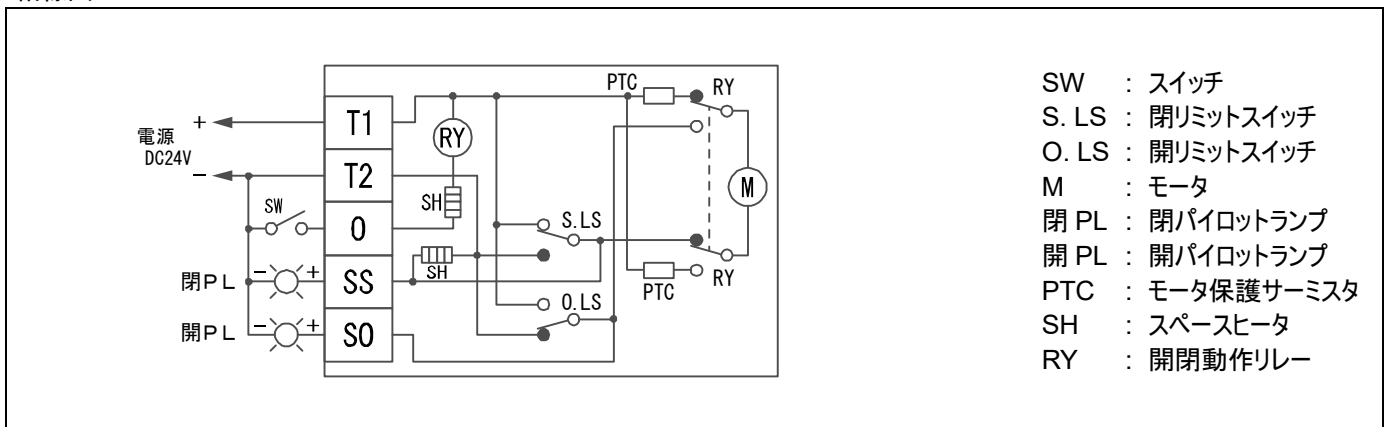 電源
DC24V
+
−
SW
閉PL
− +
開PL
− +
T1
T2
O
SS
SO
RY
SH
SH
S.LS
O.LS
PTC
RY
M
PTC
RY
SW : スイッチ
S. LS : 閉リミットスイッチ
O. LS : 開リミットスイッチ
M : モータ
閉 PL : 閉パイロットランプ
開 PL : 開パイロットランプ
PTC : モータ保護サーミスタ
SH : スペースヒータ
RY : 開閉動作リレー